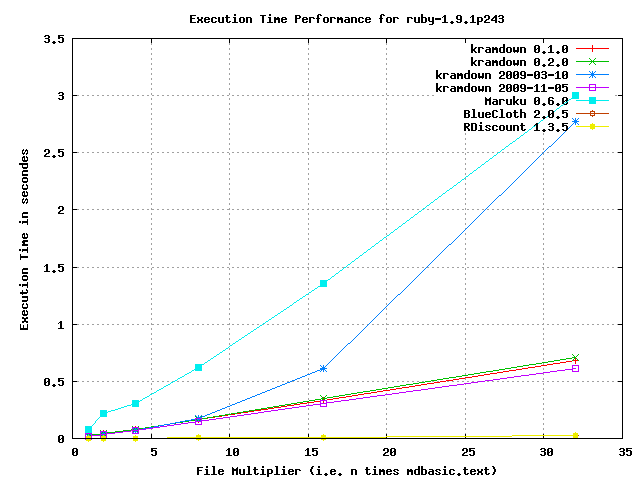 Execution Time Performance for ruby-1.9.1p243
kramdown 0.1.0
kramdown 0.2.0
kramdown 2009-03-10
kramdown 2009-11-05
Maruku 0.6.0
BlueCloth 2.0.5
RDiscount 1.3.5
Execution Time in secondes
3.5
3
2.5
2
1.5
1
0.5
0
0
5
10
15
20
25
30
35
File Multiplier (i.e. n times mdbasic.text)